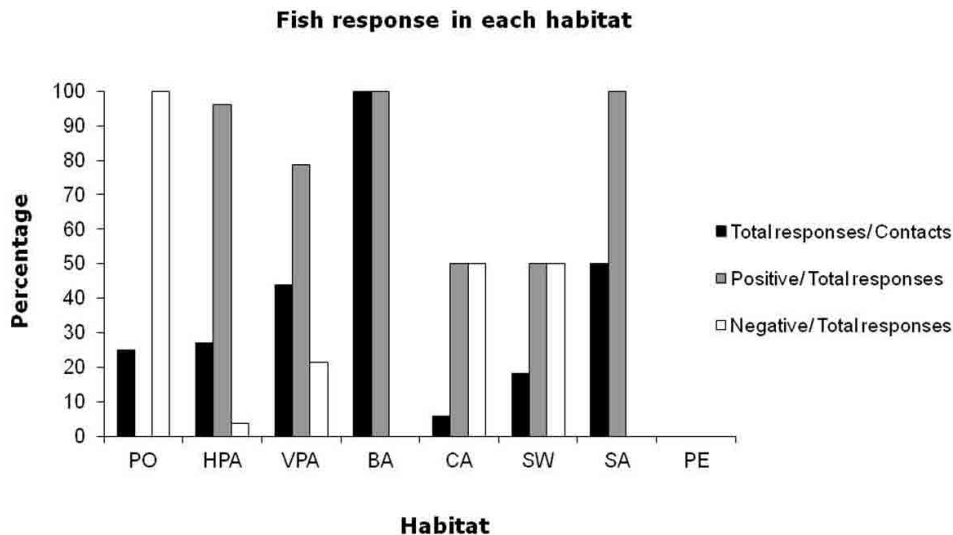 Fish response in each habitat
Percentage
100
90
80
70
60
50
40
30
20
10
0
PO HPA VPA BA CA SW SA PE
Habitat
Total responses/ Contacts
Positive/ Total responses
Negative/ Total responses